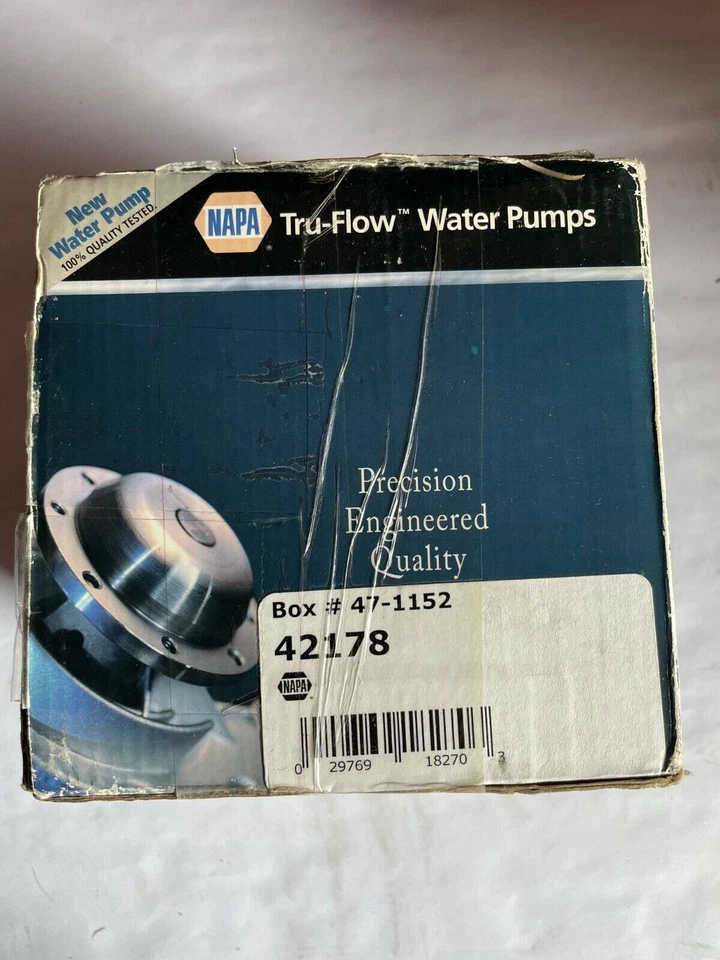 New
Water Pump
100% QUALITY TESTED.
NAPA Tru-Flow™ Water Pumps
Precision
Engineered
Quality
Box # 47-1152
42178
NAPA
0 29769 18270 3